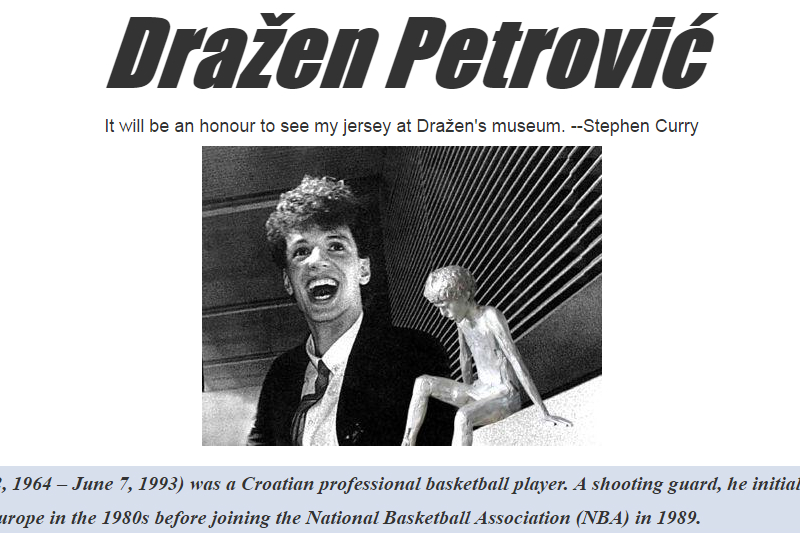 Dražen Petrović
It will be an honour to see my jersey at Dražen's museum. --Stephen Curry
, 1964 – June 7, 1993) was a Croatian professional basketball player. A shooting guard, he initial
urope in the 1980s before joining the National Basketball Association (NBA) in 1989.